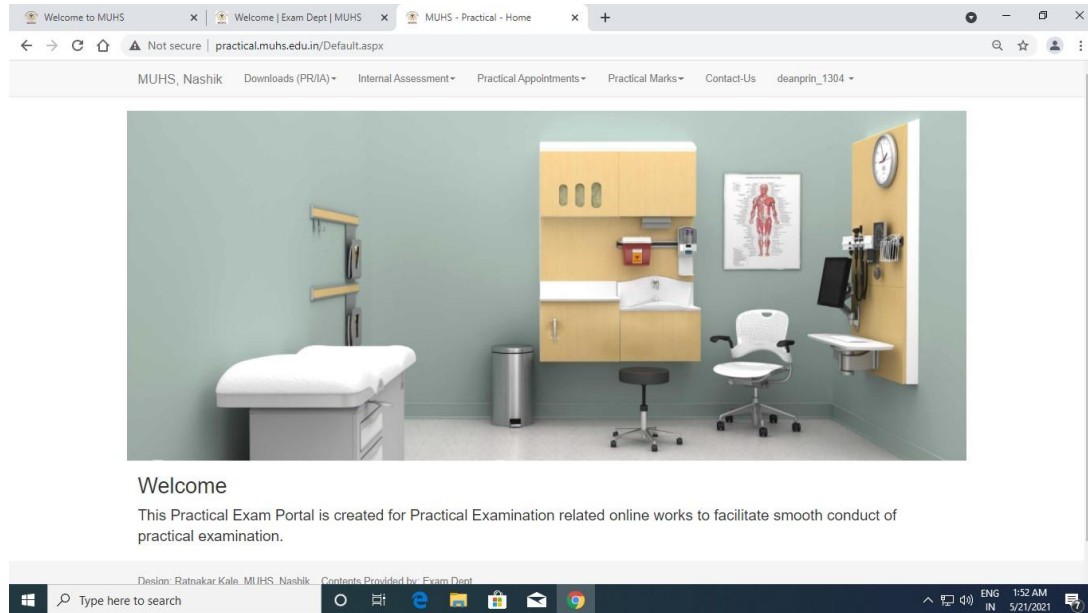 Welcome to MUHS
Welcome | Exam Dept | MUHS
MUHS - Practical - Home
Not secure | practical.muhs.edu.in/Default.aspx
MUHS, Nashik Downloads (PR/IA) Internal Assessment Practical Appointments Practical Marks Contact-Us deanprin_1304
Welcome
This Practical Exam Portal is created for Practical Examination related online works to facilitate smooth conduct of
practical examination.
Design: Ratnakar Kale, MUHS, Nashik Contents Provided by: Exam Dept
Type here to search
ENG
IN
1:52 AM
9/21/2021